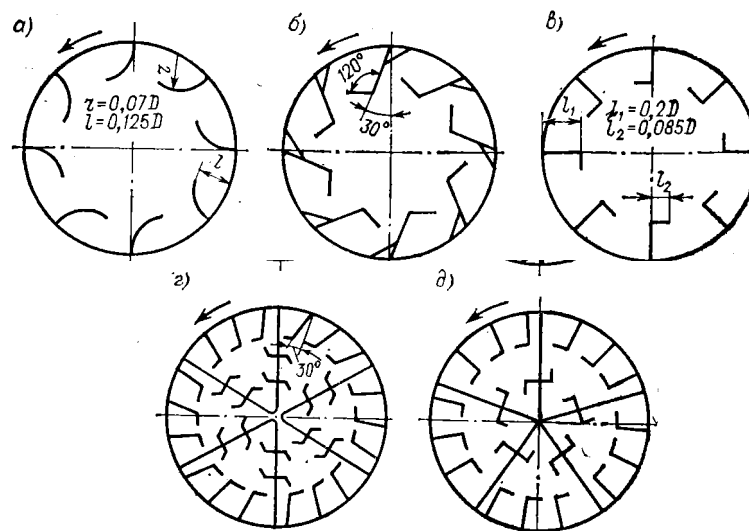 а)
б)
в)
r=0,07D
l=0,125D
r
l
120°
30°
l₁
l₁=0,2D
l₂=0,085D
l₂
г)
д)
30°